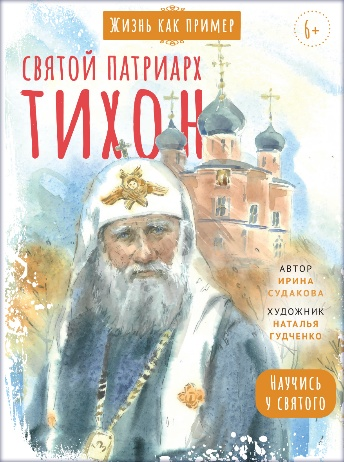 Жизнь как пример
6+
СВЯТОЙ ПАТРИАРХ
ТИХОН
АВТОР
ИРИНА
СУДАКОВА
ХУДОЖНИК
НАТАЛЬЯ
ГУДЧЕНКО
Научись
у святого